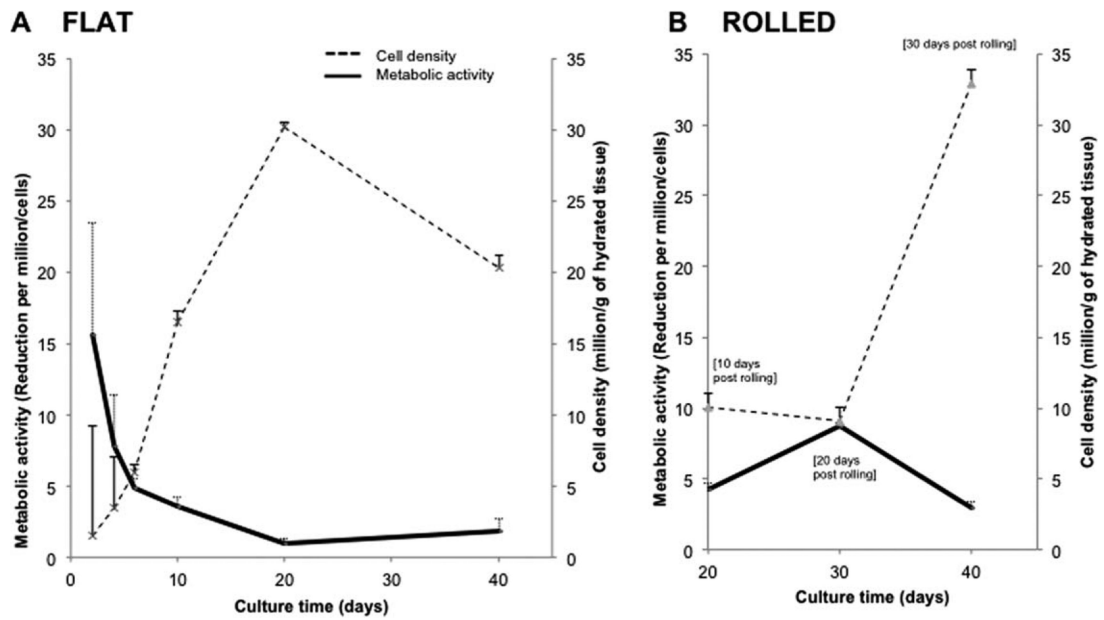 A FLAT
Cell density
Metabolic activity
Metabolic activity (Reduction per million/cells)
35
30
25
20
15
10
5
0
35
30
25
20
15
10
5
0
Cell density (million/g of hydrated tissue)
0
10
20
30
40
Culture time (days)
B ROLLED
[30 days post rolling]
[10 days
post rolling]
[20 days
post rolling]
Metabolic activity (Reduction per million/cells)
35
30
25
20
15
10
5
0
35
30
25
20
15
10
5
0
Cell density (million/g of hydrated tissue)
20
30
40
Culture time (days)